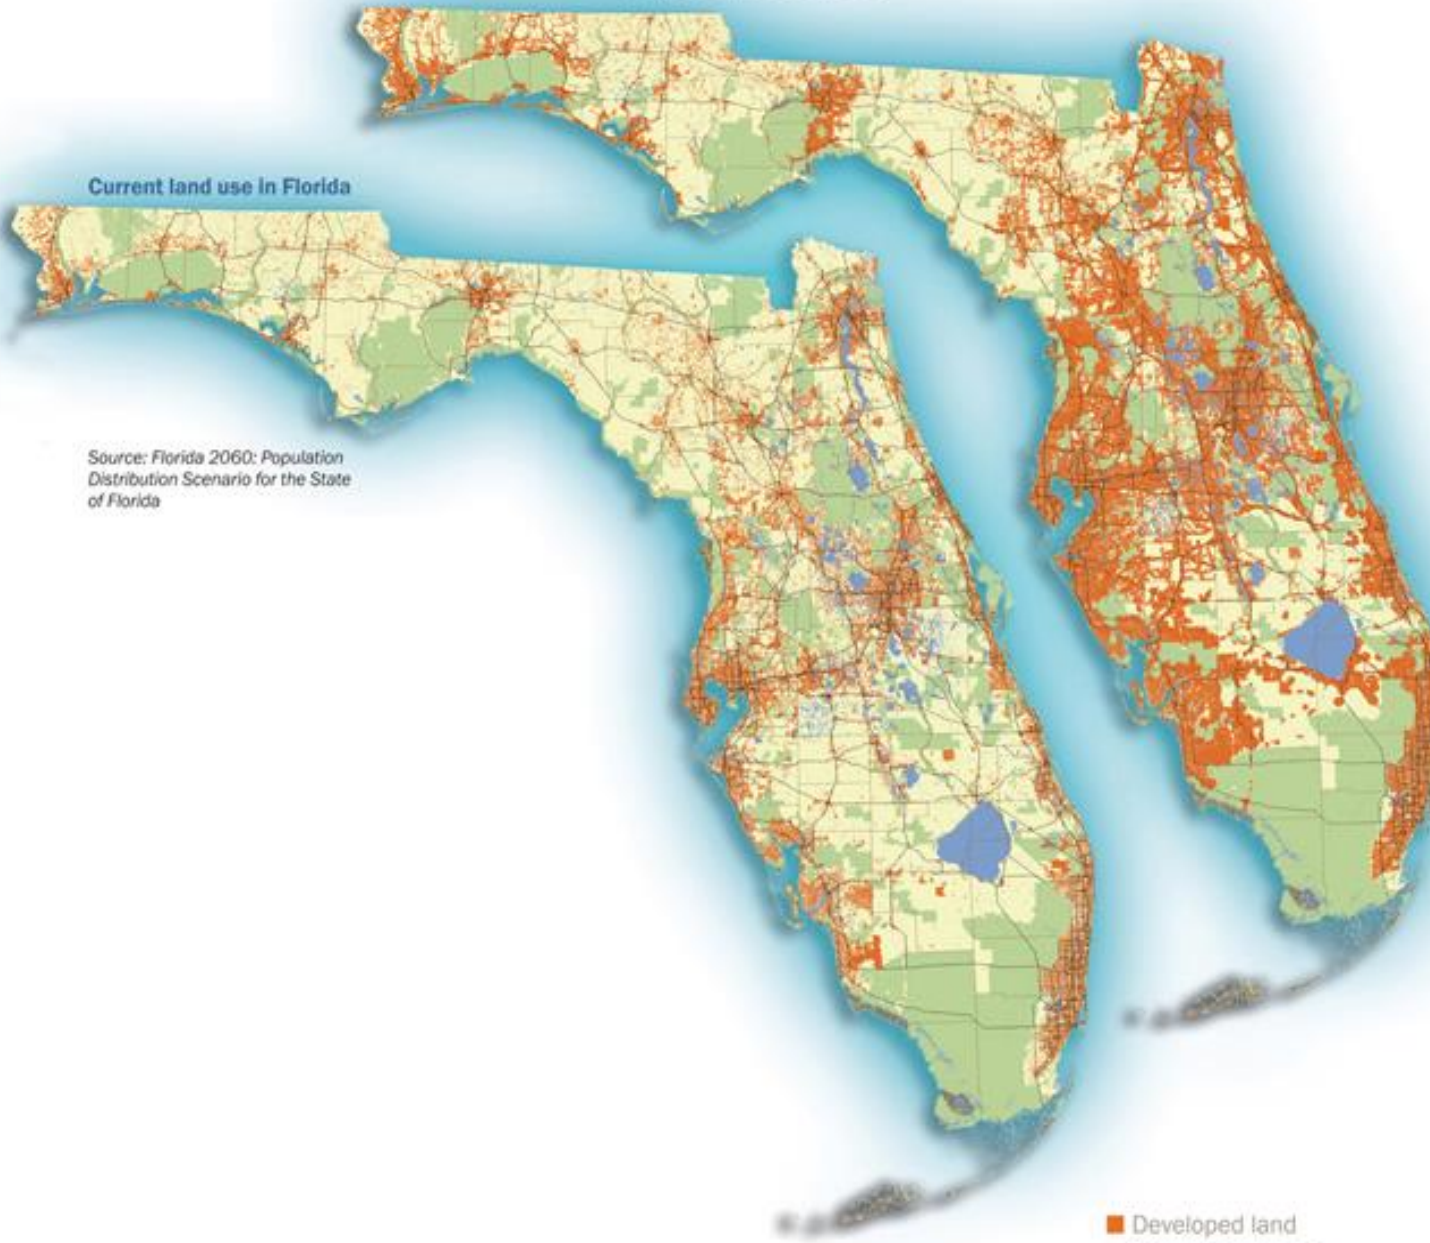 Current land use in Florida
Source: Florida 2060: Population
Distribution Scenario for the State
of Florida
Developed land